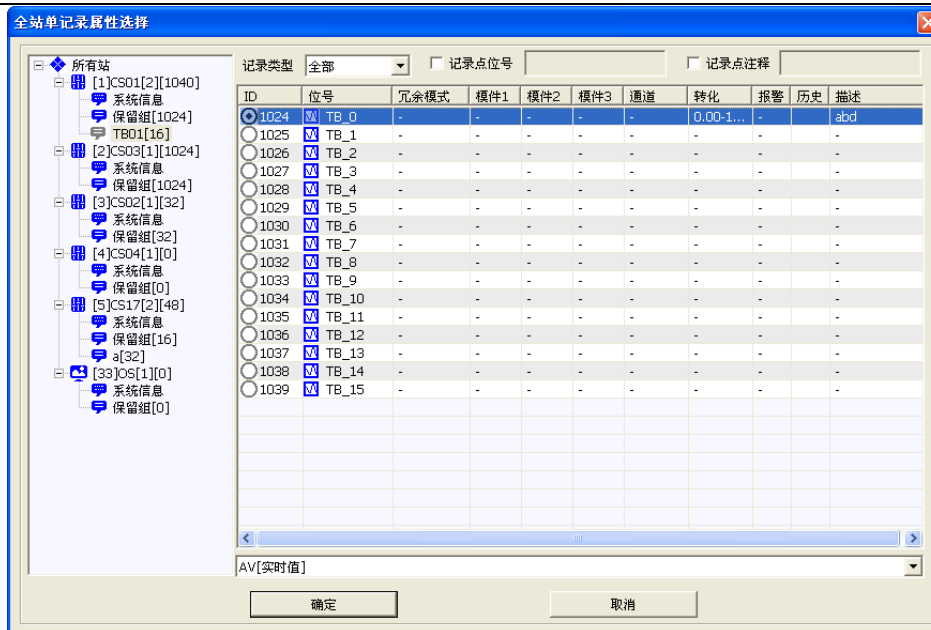 全站单记录属性选择
所有站
[1]CS01[2][1040]
系统信息
保留组[1024]
TB01[16]
[2]CS03[1][1024]
系统信息
保留组[1024]
[3]CS02[1][32]
系统信息
保留组[32]
[4]CS04[1][0]
系统信息
保留组[0]
[5]CS17[2][48]
系统信息
保留组[16]
a[32]
[33]OS[1][0]
系统信息
保留组[0]
记录类型 全部 记录点位号 记录点注释
ID 位号 冗余模式 模件1 模件2 模件3 通道 转化 报警 历史 描述
1024 TB_0 - - - - - 0.00-1... - abd
1025 TB_1 - - - - - - - -
1026 TB_2 - - - - - - - -
1027 TB_3 - - - - - - - -
1028 TB_4 - - - - - - - -
1029 TB_5 - - - - - - - -
1030 TB_6 - - - - - - - -
1031 TB_7 - - - - - - - -
1032 TB_8 - - - - - - - -
1033 TB_9 - - - - - - - -
1034 TB_10 - - - - - - - -
1035 TB_11 - - - - - - - -
1036 TB_12 - - - - - - - -
1037 TB_13 - - - - - - - -
1038 TB_14 - - - - - - - -
1039 TB_15 - - - - - - - -
AV[实时值]
确定 取消